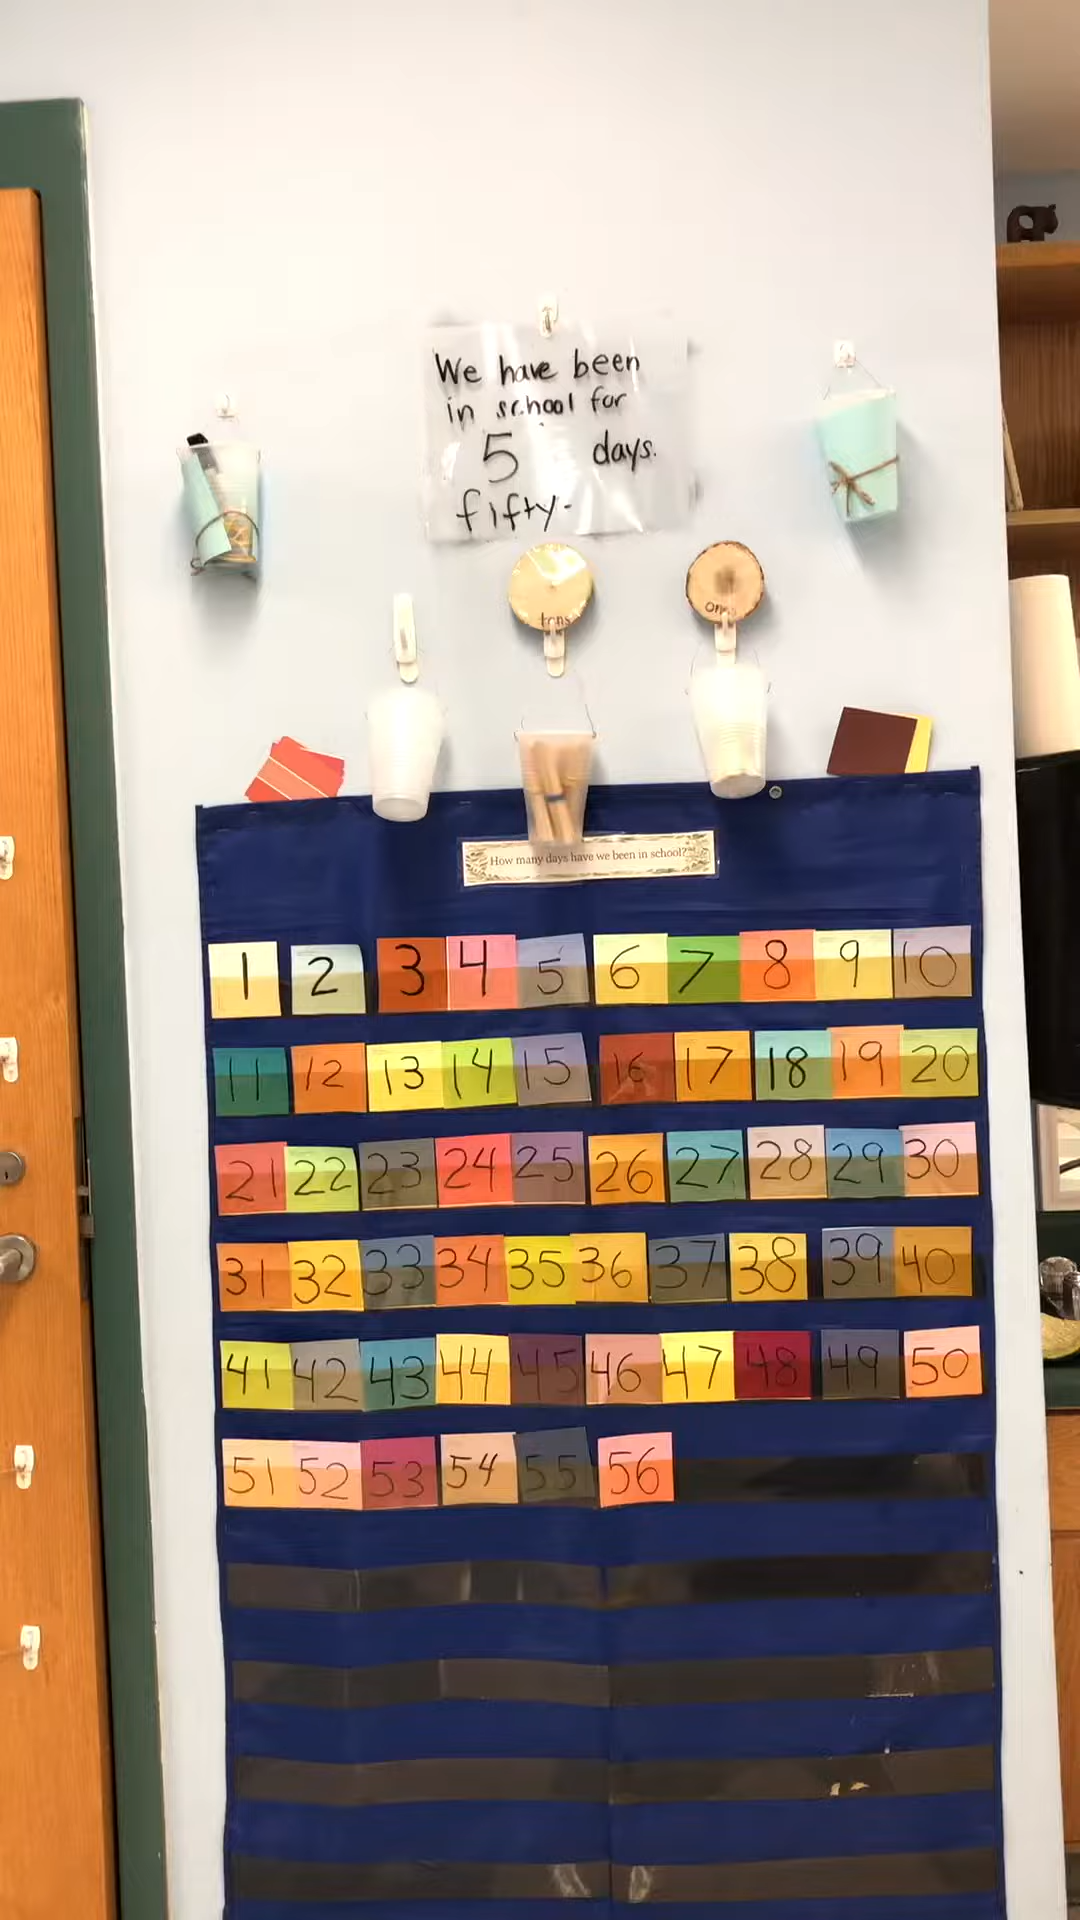 We have been
in school for
5 days.
fifty-
tens
ones
How many days have we been in school?
1 2 3 4 5 6 7 8 9 10
11 12 13 14 15 16 17 18 19 20
21 22 23 24 25 26 27 28 29 30
31 32 33 34 35 36 37 38 39 40
41 42 43 44 45 46 47 48 49 50
51 52 53 54 55 56